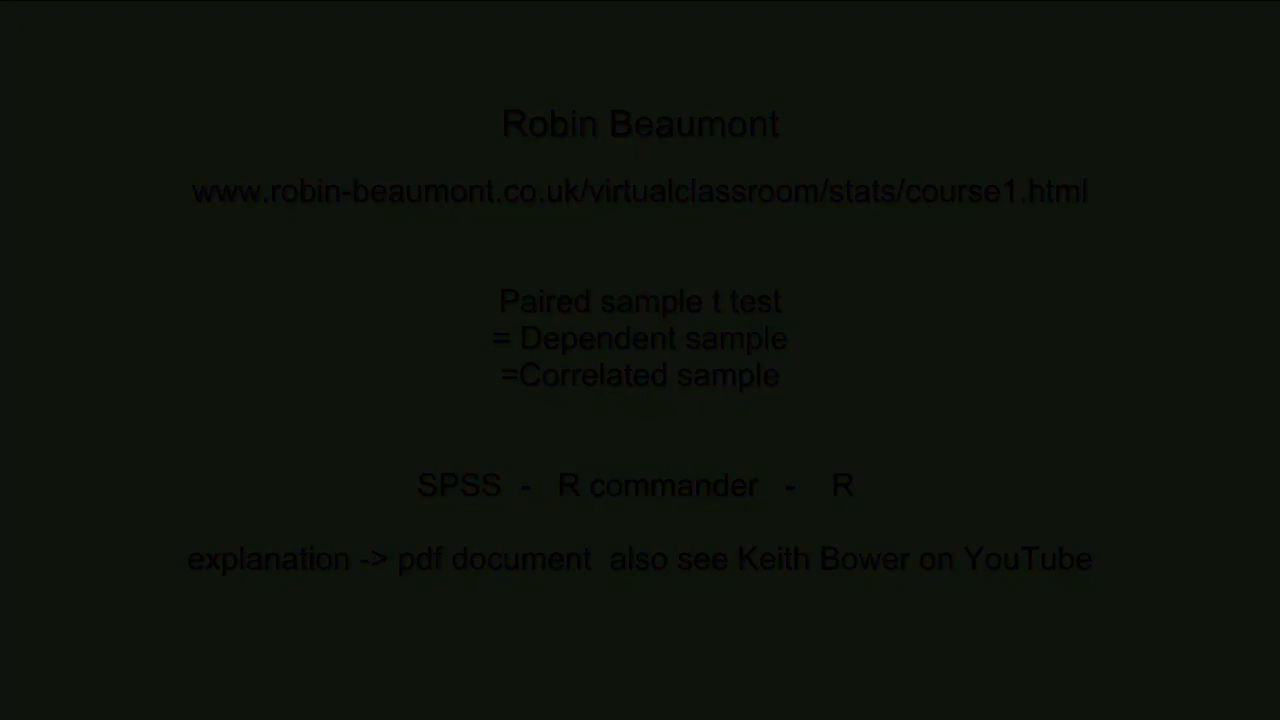 Robin Beaumont
www.robin-beaumont.co.uk/virtualclassroom/stats/course1.html
Paired sample t test
= Dependent sample
=Correlated sample
SPSS - R commander - R
explanation -> pdf document also see Keith Bower on YouTube